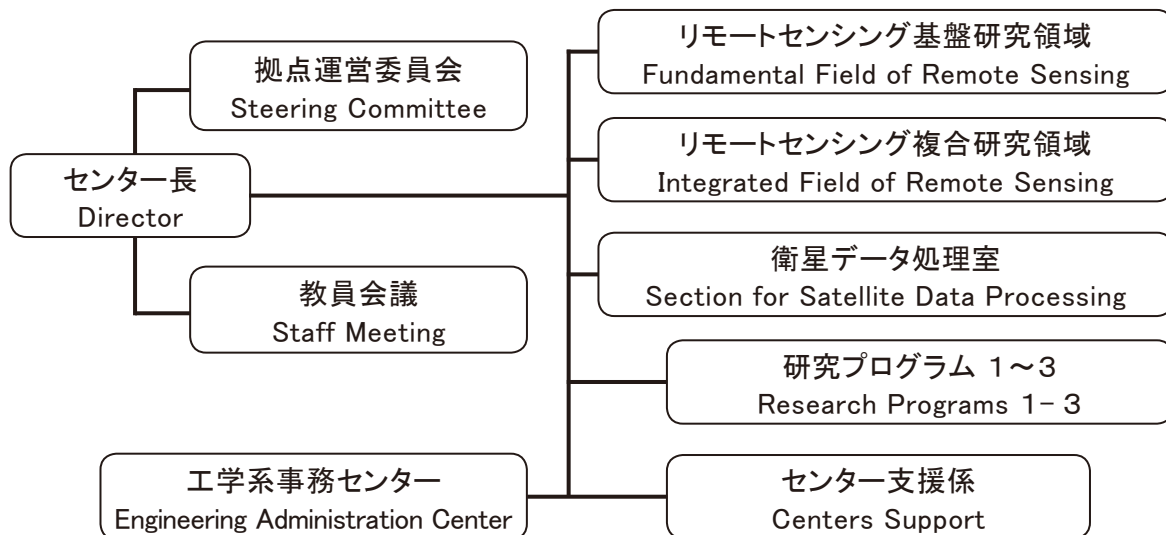 拠点運営委員会
Steering Committee
センター長
Director
教員会議
Staff Meeting
工学系事務センター
Engineering Administration Center
リモートセンシング基盤研究領域
Fundamental Field of Remote Sensing
リモートセンシング複合研究領域
Integrated Field of Remote Sensing
衛星データ処理室
Section for Satellite Data Processing
研究プログラム 1～3
Research Programs 1- 3
センター支援係
Centers Support